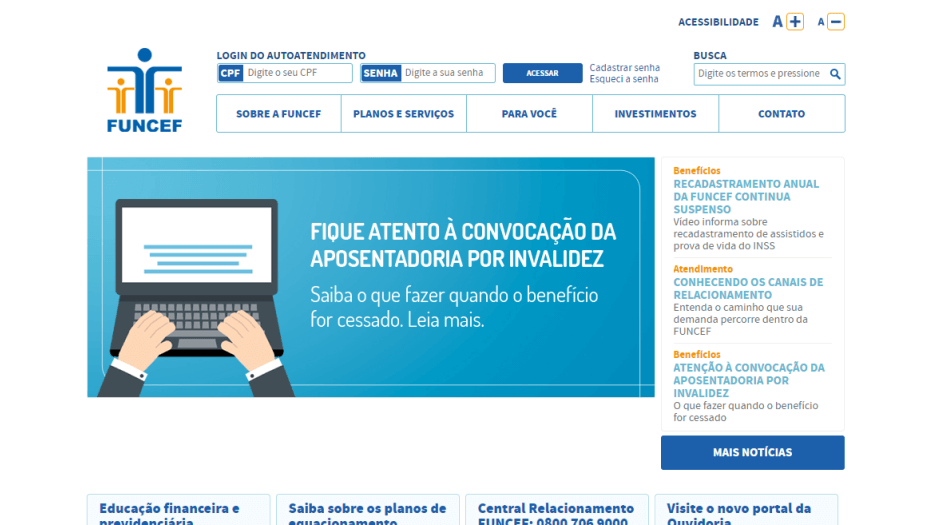 ACESSIBILIDADE A+ A−
LOGIN DO AUTOATENDIMENTO
CPF Digite o seu CPF
SENHA Digite a sua senha
ACESSAR
Cadastrar senha
Esqueci a senha
BUSCA
Digite os termos e pressione
FUNCEF
SOBRE A FUNCEF
PLANOS E SERVIÇOS
PARA VOCÊ
INVESTIMENTOS
CONTATO
FIQUE ATENTO À CONVOCAÇÃO DA
APOSENTADORIA POR INVALIDEZ
Saiba o que fazer quando o benefício
for cessado. Leia mais.
Benefícios
RECADASTRAMENTO ANUAL
DA FUNCEF CONTINUA
SUSPENSO
Vídeo informa sobre
recadastramento de assistidos e
prova de vida do INSS
Atendimento
CONHECENDO OS CANAIS DE
RELACIONAMENTO
Entenda o caminho que sua
demanda percorre dentro da
FUNCEF
Benefícios
ATENÇÃO À CONVOCAÇÃO DA
APOSENTADORIA POR
INVALIDEZ
O que fazer quando o benefício
for cessado
MAIS NOTÍCIAS
Educação financeira e
previdenciária
Saiba sobre os planos de
equacionamento
Central Relacionamento
FUNCEF: 0800 706 9000
Visite o novo portal da
Ouvidoria